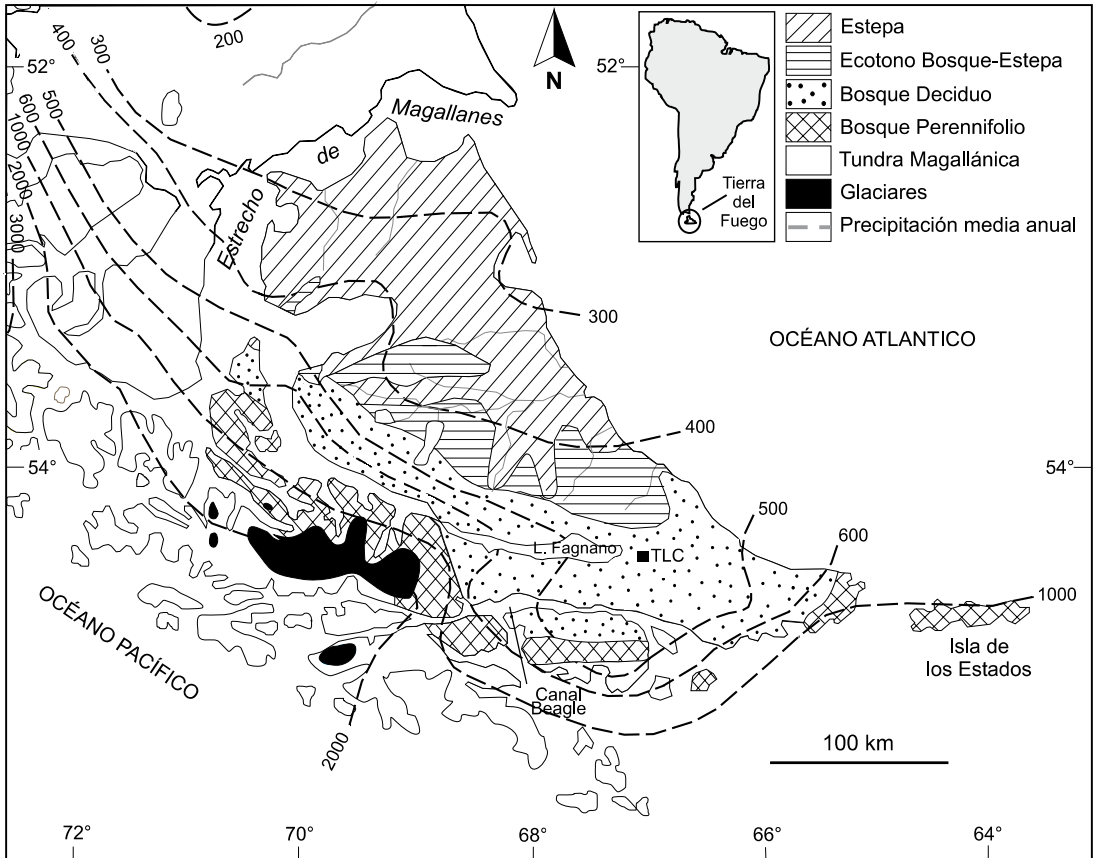 200
300
400
500
600
1000
2000
3000
52°
N
52°
Estrecho
de
Magallanes
Tierra
del
Fuego
Estepa
Ecotono Bosque-Estepa
Bosque Deciduo
Bosque Perennifolio
Tundra Magallánica
Glaciares
Precipitación media anual
300
OCÉANO ATLANTICO
400
54°
54°
500
600
L. Fagnano
TLC
1000
OCÉANO PACÍFICO
Isla de
los Estados
Canal
Beagle
2000
100 km
72°
70°
68°
66°
64°